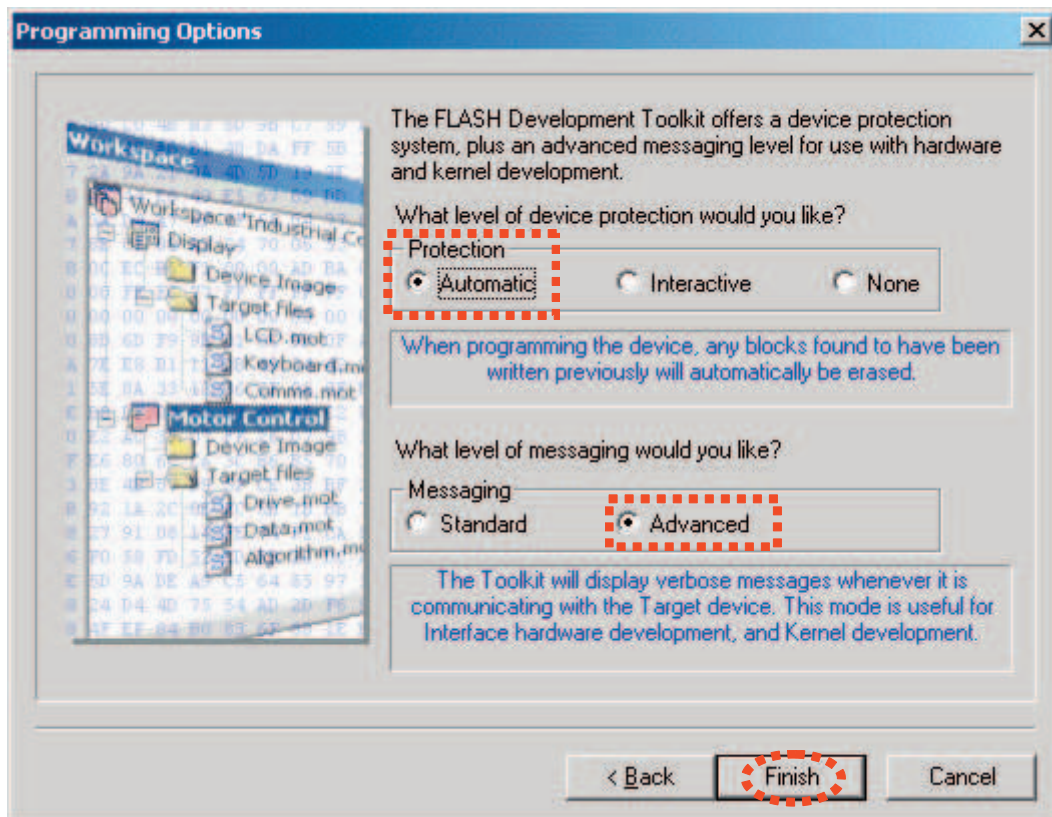 Programming Options
The FLASH Development Toolkit offers a device protection
system, plus an advanced messaging level for use with hardware
and kernel development.
What level of device protection would you like?
Protection
Automatic
Interactive
None
When programming the device, any blocks found to have been
written previously will automatically be erased.
What level of messaging would you like?
Messaging
Standard
Advanced
The Toolkit will display verbose messages whenever it is
communicating with the Target device. This mode is useful for
Interface hardware development, and Kernel development.
Workspace
Workspace "Industrial Co
Display
Device Image
Target files
LCD.mot
Keyboard.m
Comms.mot
Motor Control
Device Image
Target files
Drive.mot
Data.mot
Algorithm.m
< Back
Finish
Cancel